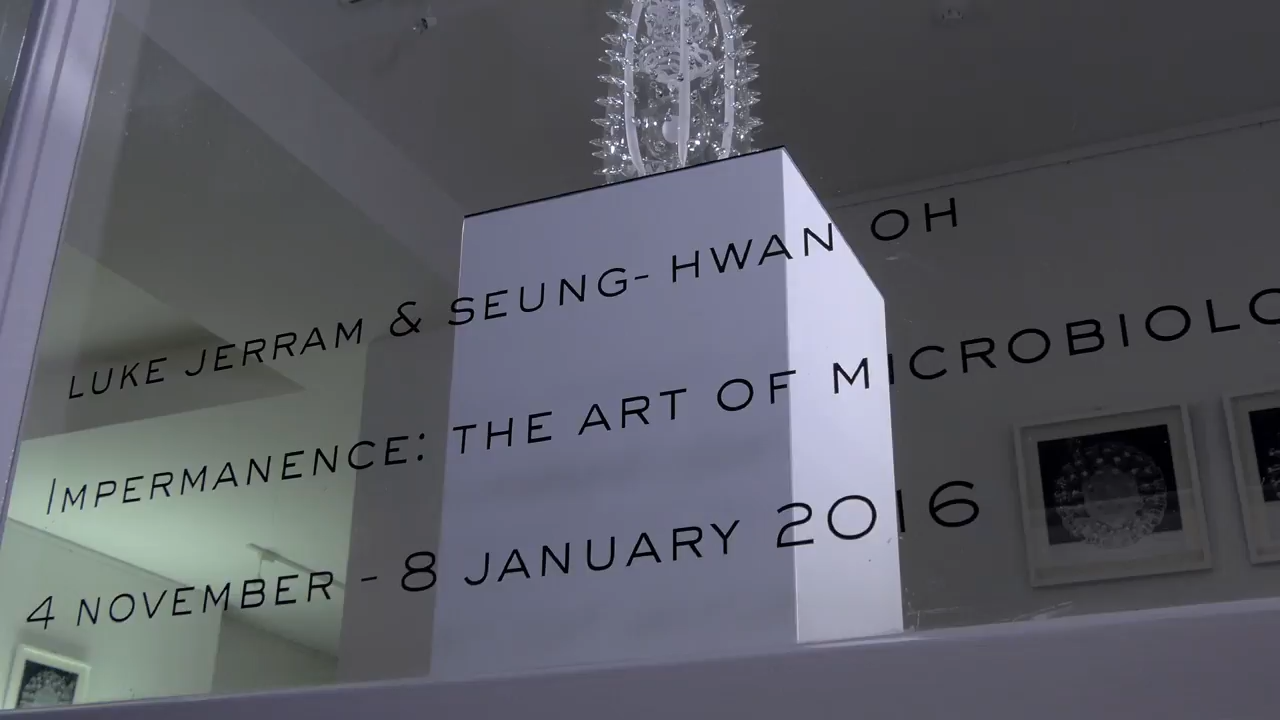 LUKE JERRAM & SEUNG-HWAN OH
IMPERMANENCE: THE ART OF MICROBIOLO
4 NOVEMBER - 8 JANUARY 2016